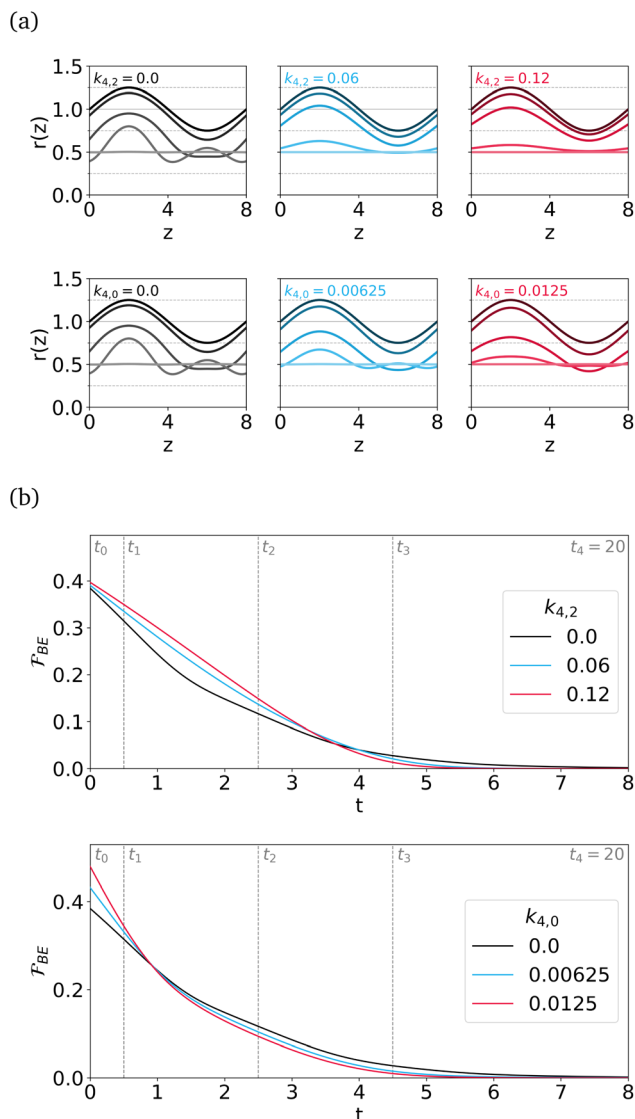 (a)
1.5
1.0
0.5
0.0
r(z)
k4,2 = 0.0
0
4
8
z
k4,2 = 0.06
0
4
8
z
k4,2 = 0.12
0
4
8
z
1.5
1.0
0.5
0.0
r(z)
k4,0 = 0.0
0
4
8
z
k4,0 = 0.00625
0
4
8
z
k4,0 = 0.0125
0
4
8
z
(b)
t0
t1
t2
t3
t4 = 20
0.4
0.3
0.2
0.1
0.0
ℱBE
k4,2
0.0
0.06
0.12
0
1
2
3
4
5
6
7
8
t
t0
t1
t2
t3
t4 = 20
0.4
0.2
0.0
ℱBE
k4,0
0.0
0.00625
0.0125
0
1
2
3
4
5
6
7
8
t